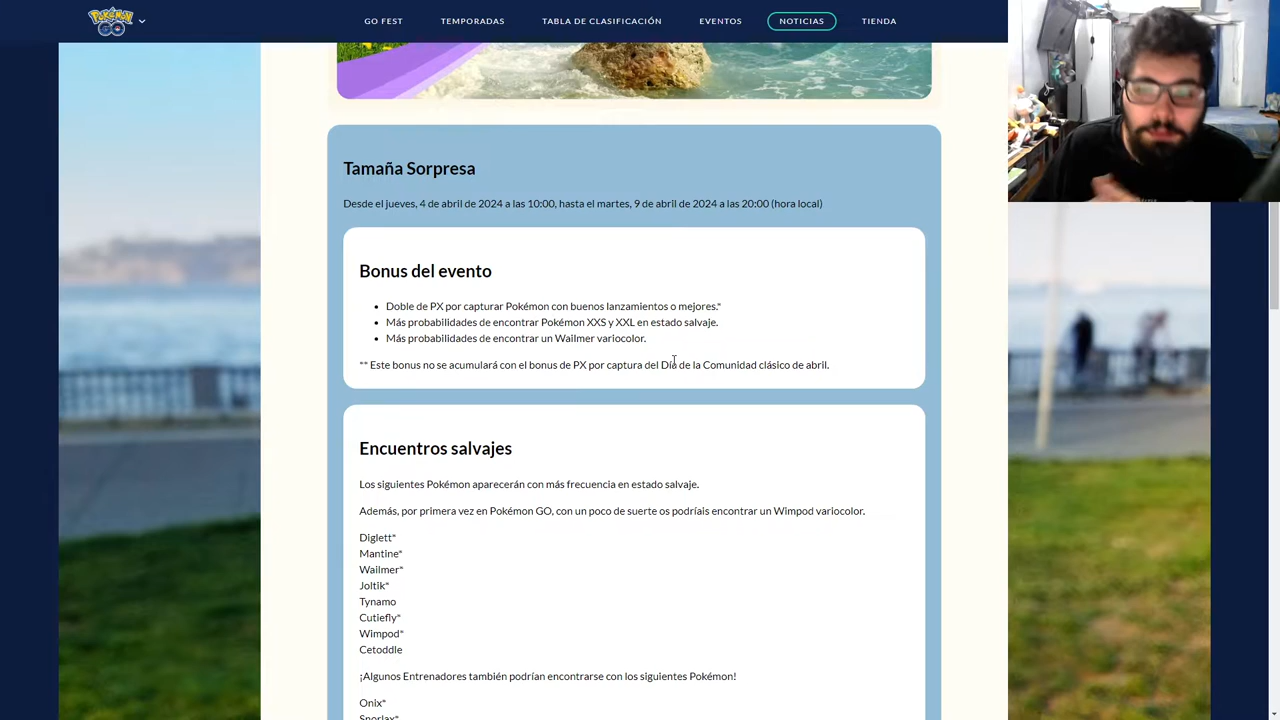 POKÉMON
GO
GO FEST
TEMPORADAS
TABLA DE CLASIFICACIÓN
EVENTOS
NOTICIAS
TIENDA
Tamaña Sorpresa
Desde el jueves, 4 de abril de 2024 a las 10:00, hasta el martes, 9 de abril de 2024 a las 20:00 (hora local)
Bonus del evento
• Doble de PX por capturar Pokémon con buenos lanzamientos o mejores.*
• Más probabilidades de encontrar Pokémon XXS y XXL en estado salvaje.
• Más probabilidades de encontrar un Wailmer variocolor.
** Este bonus no se acumulará con el bonus de PX por captura del Día de la Comunidad clásico de abril.
Encuentros salvajes
Los siguientes Pokémon aparecerán con más frecuencia en estado salvaje.
Además, por primera vez en Pokémon GO, con un poco de suerte os podríais encontrar un Wimpod variocolor.
Diglett*
Mantine*
Wailmer*
Joltik*
Tynamo
Cutiefly*
Wimpod*
Cetoddle
¡Algunos Entrenadores también podrían encontrarse con los siguientes Pokémon!
Onix*
Snorlax*